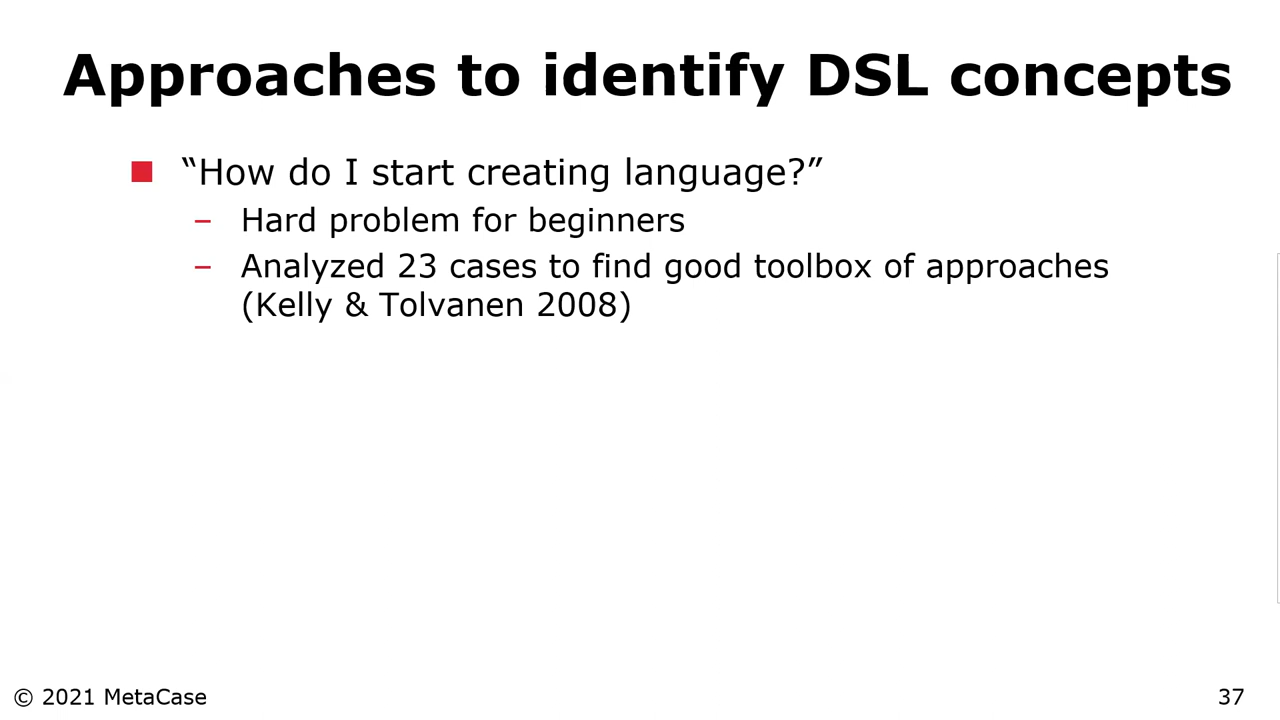 Approaches to identify DSL concepts
“How do I start creating language?”
– Hard problem for beginners
– Analyzed 23 cases to find good toolbox of approaches
(Kelly & Tolvanen 2008)
© 2021 MetaCase
37